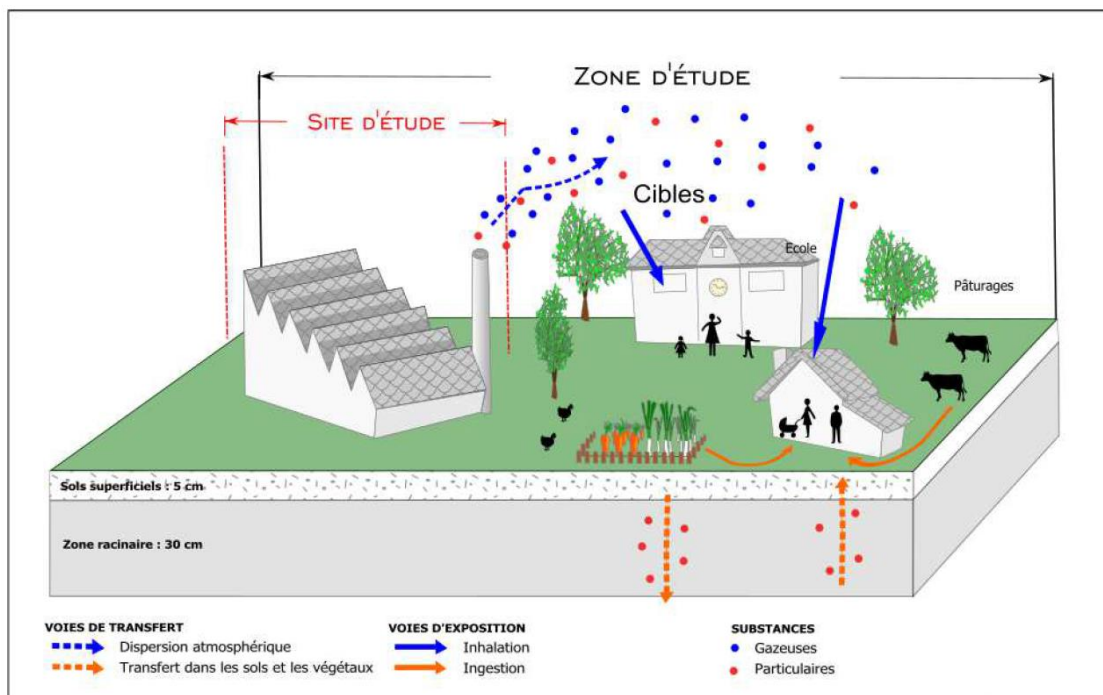 ZONE D'ÉTUDE
SITE D'ÉTUDE
Cibles
Ecole
Pâturages
Sols superficiels : 5 cm
Zone racinaire : 30 cm
VOIES DE TRANSFERT
Dispersion atmosphérique
Transfert dans les sols et les végétaux
VOIES D'EXPOSITION
Inhalation
Ingestion
SUBSTANCES
Gazeuses
Particulaires